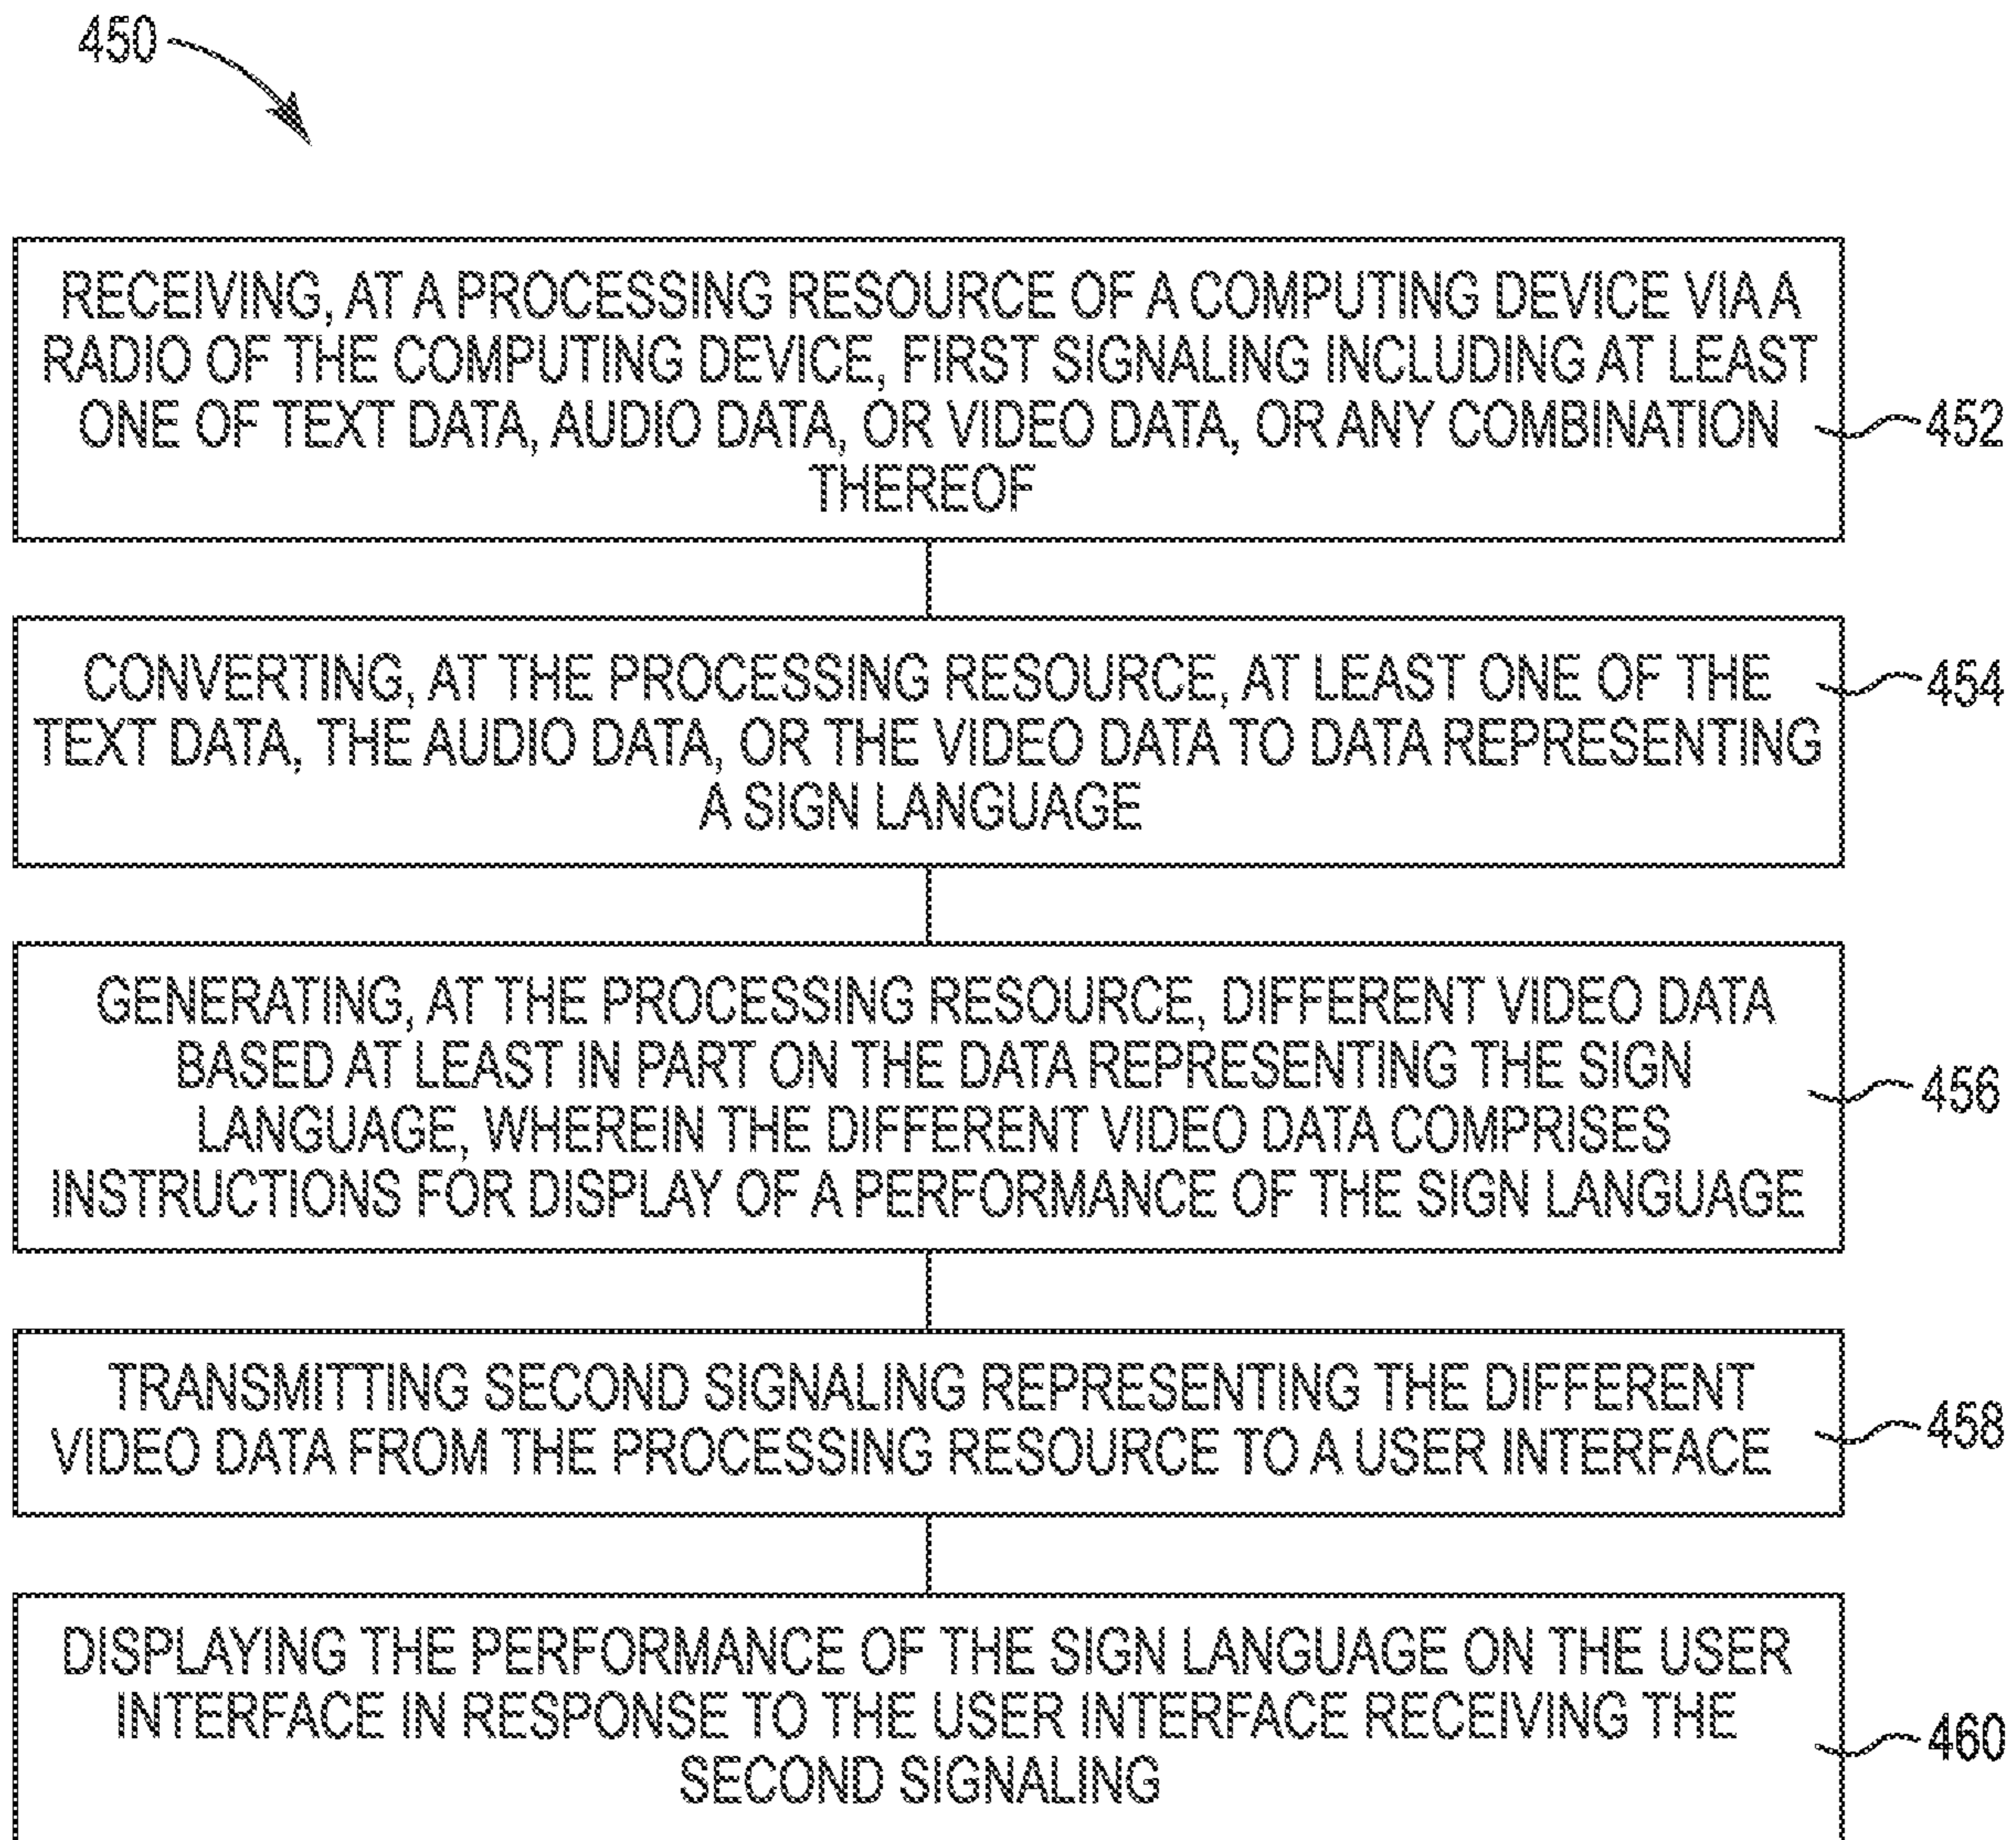 450
RECEIVING, AT A PROCESSING RESOURCE OF A COMPUTING DEVICE VIA A
RADIO OF THE COMPUTING DEVICE, FIRST SIGNALING INCLUDING AT LEAST
ONE OF TEXT DATA, AUDIO DATA, OR VIDEO DATA, OR ANY COMBINATION
THEREOF
452
CONVERTING, AT THE PROCESSING RESOURCE, AT LEAST ONE OF THE
TEXT DATA, THE AUDIO DATA, OR THE VIDEO DATA TO DATA REPRESENTING
A SIGN LANGUAGE
454
GENERATING, AT THE PROCESSING RESOURCE, DIFFERENT VIDEO DATA
BASED AT LEAST IN PART ON THE DATA REPRESENTING THE SIGN
LANGUAGE, WHEREIN THE DIFFERENT VIDEO DATA COMPRISES
INSTRUCTIONS FOR DISPLAY OF A PERFORMANCE OF THE SIGN LANGUAGE
456
TRANSMITTING SECOND SIGNALING REPRESENTING THE DIFFERENT
VIDEO DATA FROM THE PROCESSING RESOURCE TO A USER INTERFACE
458
DISPLAYING THE PERFORMANCE OF THE SIGN LANGUAGE ON THE USER
INTERFACE IN RESPONSE TO THE USER INTERFACE RECEIVING THE
SECOND SIGNALING
460